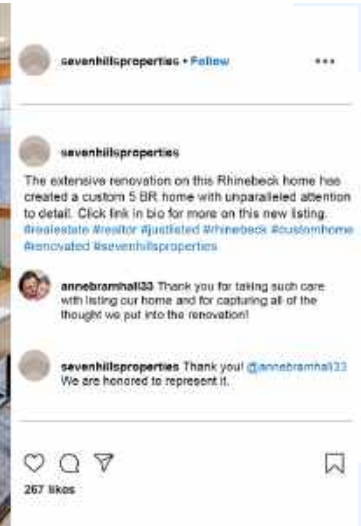 sevenhillsproperties • Follow
sevenhillsproperties
The extensive renovation on this Rhinebeck home has
created a custom 5 BR home with unparalleled attention
to detail. Click link in bio for more on this new listing.
#realestate #realtor #justlisted #rhinebeck #customhome
#renovated #sevenhillsproperties
annebramhall33 Thank you for taking such care
with listing our home and for capturing all of the
thought we put into the renovation!
sevenhillsproperties Thank you! @annebramhall33
We are honored to represent it.
267 likes